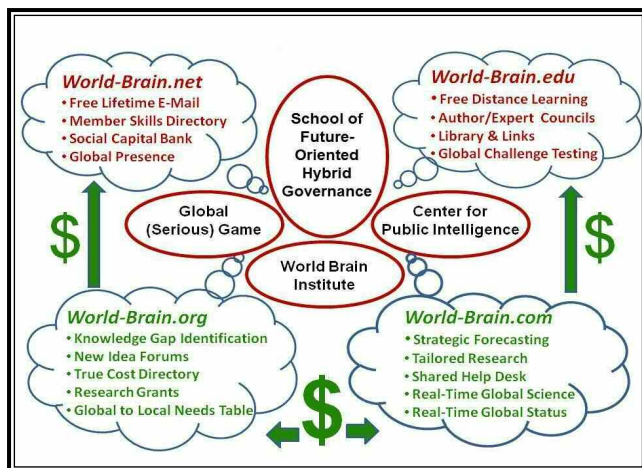 World-Brain.net
• Free Lifetime E-Mail
• Member Skills Directory
• Social Capital Bank
• Global Presence
School of
Future-
Oriented
Hybrid
Governance
World-Brain.edu
• Free Distance Learning
• Author/Expert Councils
• Library & Links
• Global Challenge Testing
$
Global
(Serious) Game
Center for
Public Intelligence
$
World Brain
Institute
World-Brain.org
• Knowledge Gap Identification
• New Idea Forums
• True Cost Directory
• Research Grants
• Global to Local Needs Table
$
World-Brain.com
• Strategic Forecasting
• Tailored Research
• Shared Help Desk
• Real-Time Global Science
• Real-Time Global Status